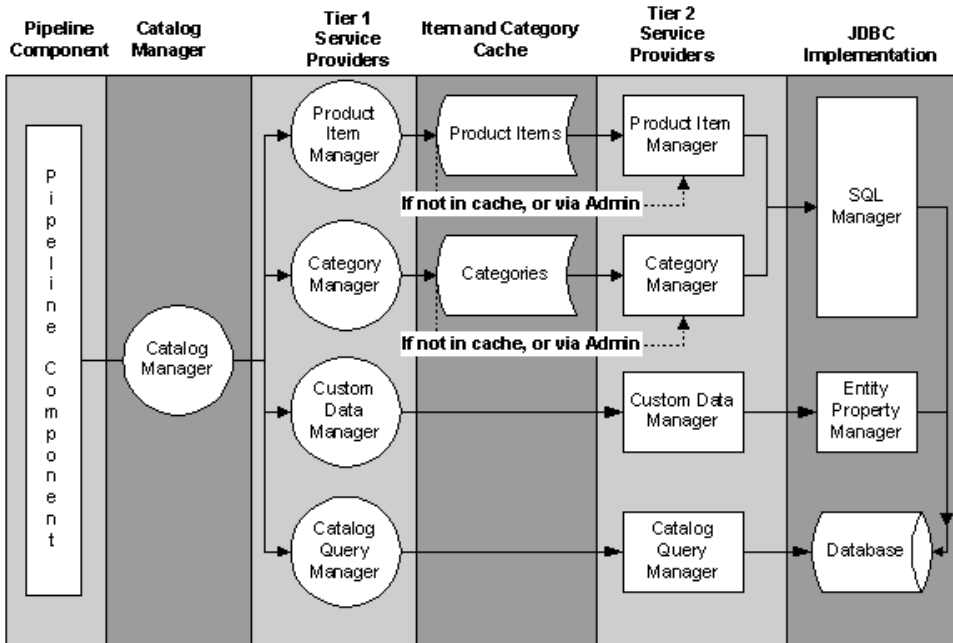 Pipeline
Component
Catalog
Manager
Tier 1
Service
Providers
Item and Category
Cache
Tier 2
Service
Providers
JDBC
Implementation
Pipeline Component
Catalog
Manager
Product
Item
Manager
Product Items
Product Item
Manager
If not in cache, or via Admin
SQL
Manager
Category
Manager
Categories
Category
Manager
If not in cache, or via Admin
Custom
Data
Manager
Custom Data
Manager
Entity
Property
Manager
Catalog
Query
Manager
Catalog
Query
Manager
Database